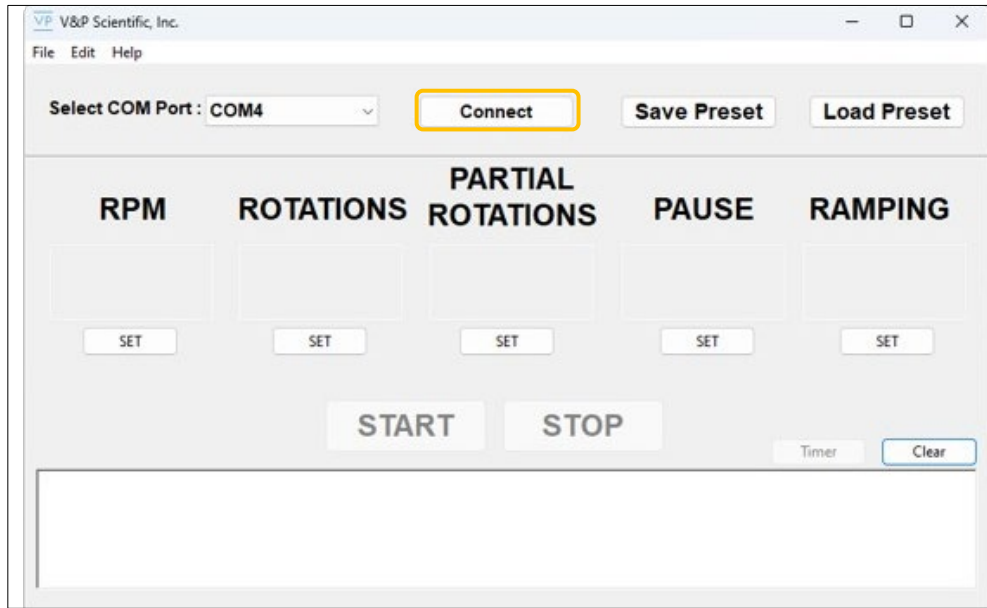 VP V&P Scientific, Inc.
File Edit Help
Select COM Port : COM4 Connect Save Preset Load Preset
RPM ROTATIONS PARTIAL ROTATIONS PAUSE RAMPING
SET SET SET SET SET
START STOP
Timer Clear